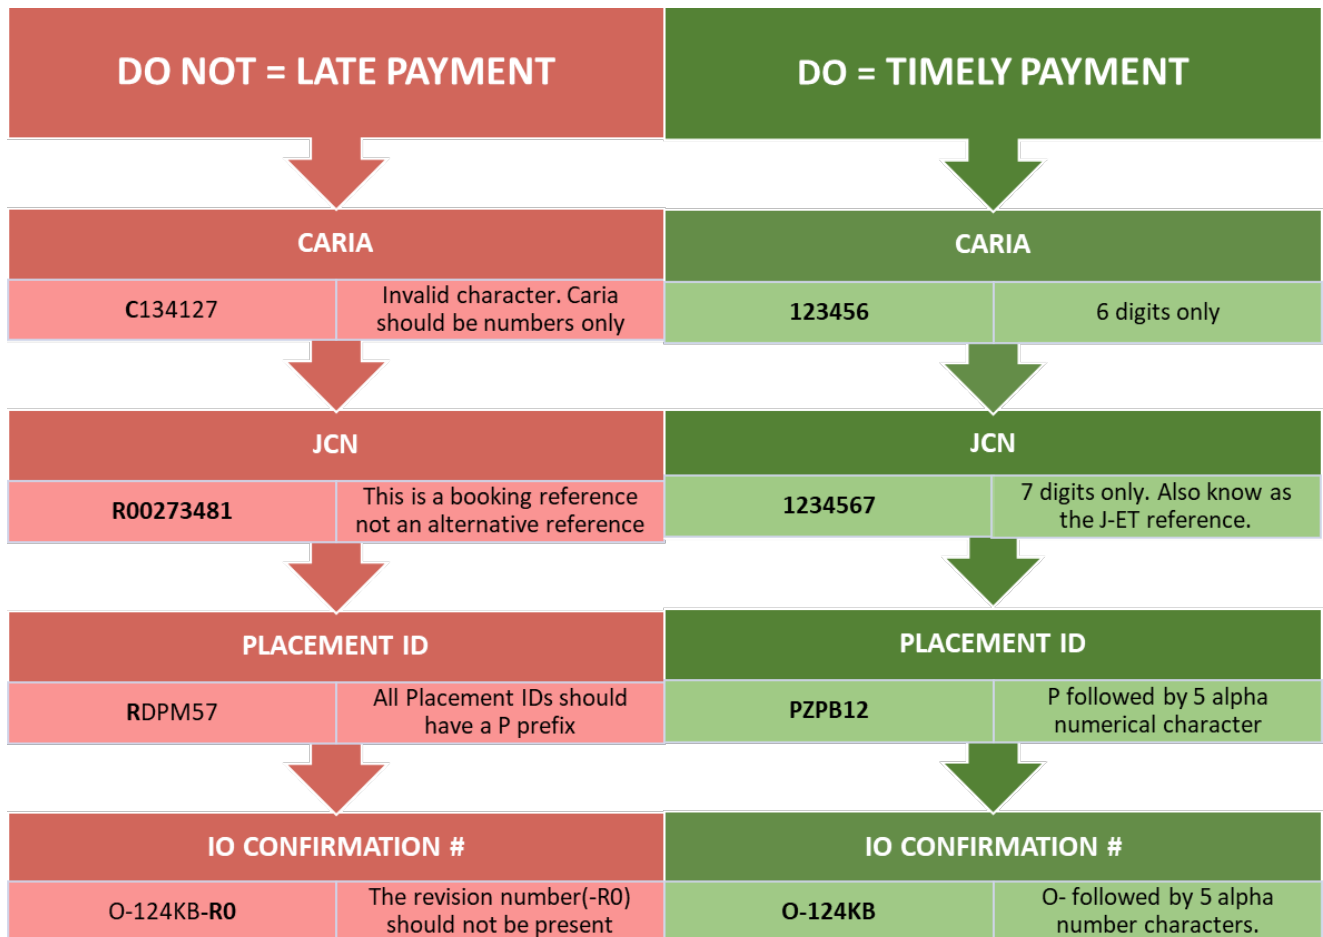 DO NOT = LATE PAYMENT
DO = TIMELY PAYMENT
CARIA
CARIA
C134127
Invalid character. Caria
should be numbers only
123456
6 digits only
JCN
JCN
R00273481
This is a booking reference
not an alternative reference
1234567
7 digits only. Also know as
the J-ET reference.
PLACEMENT ID
PLACEMENT ID
RDPM57
All Placement IDs should
have a P prefix
PZPB12
P followed by 5 alpha
numerical character
IO CONFIRMATION #
IO CONFIRMATION #
O-124KB-R0
The revision number(-R0)
should not be present
O-124KB
O- followed by 5 alpha
number characters.